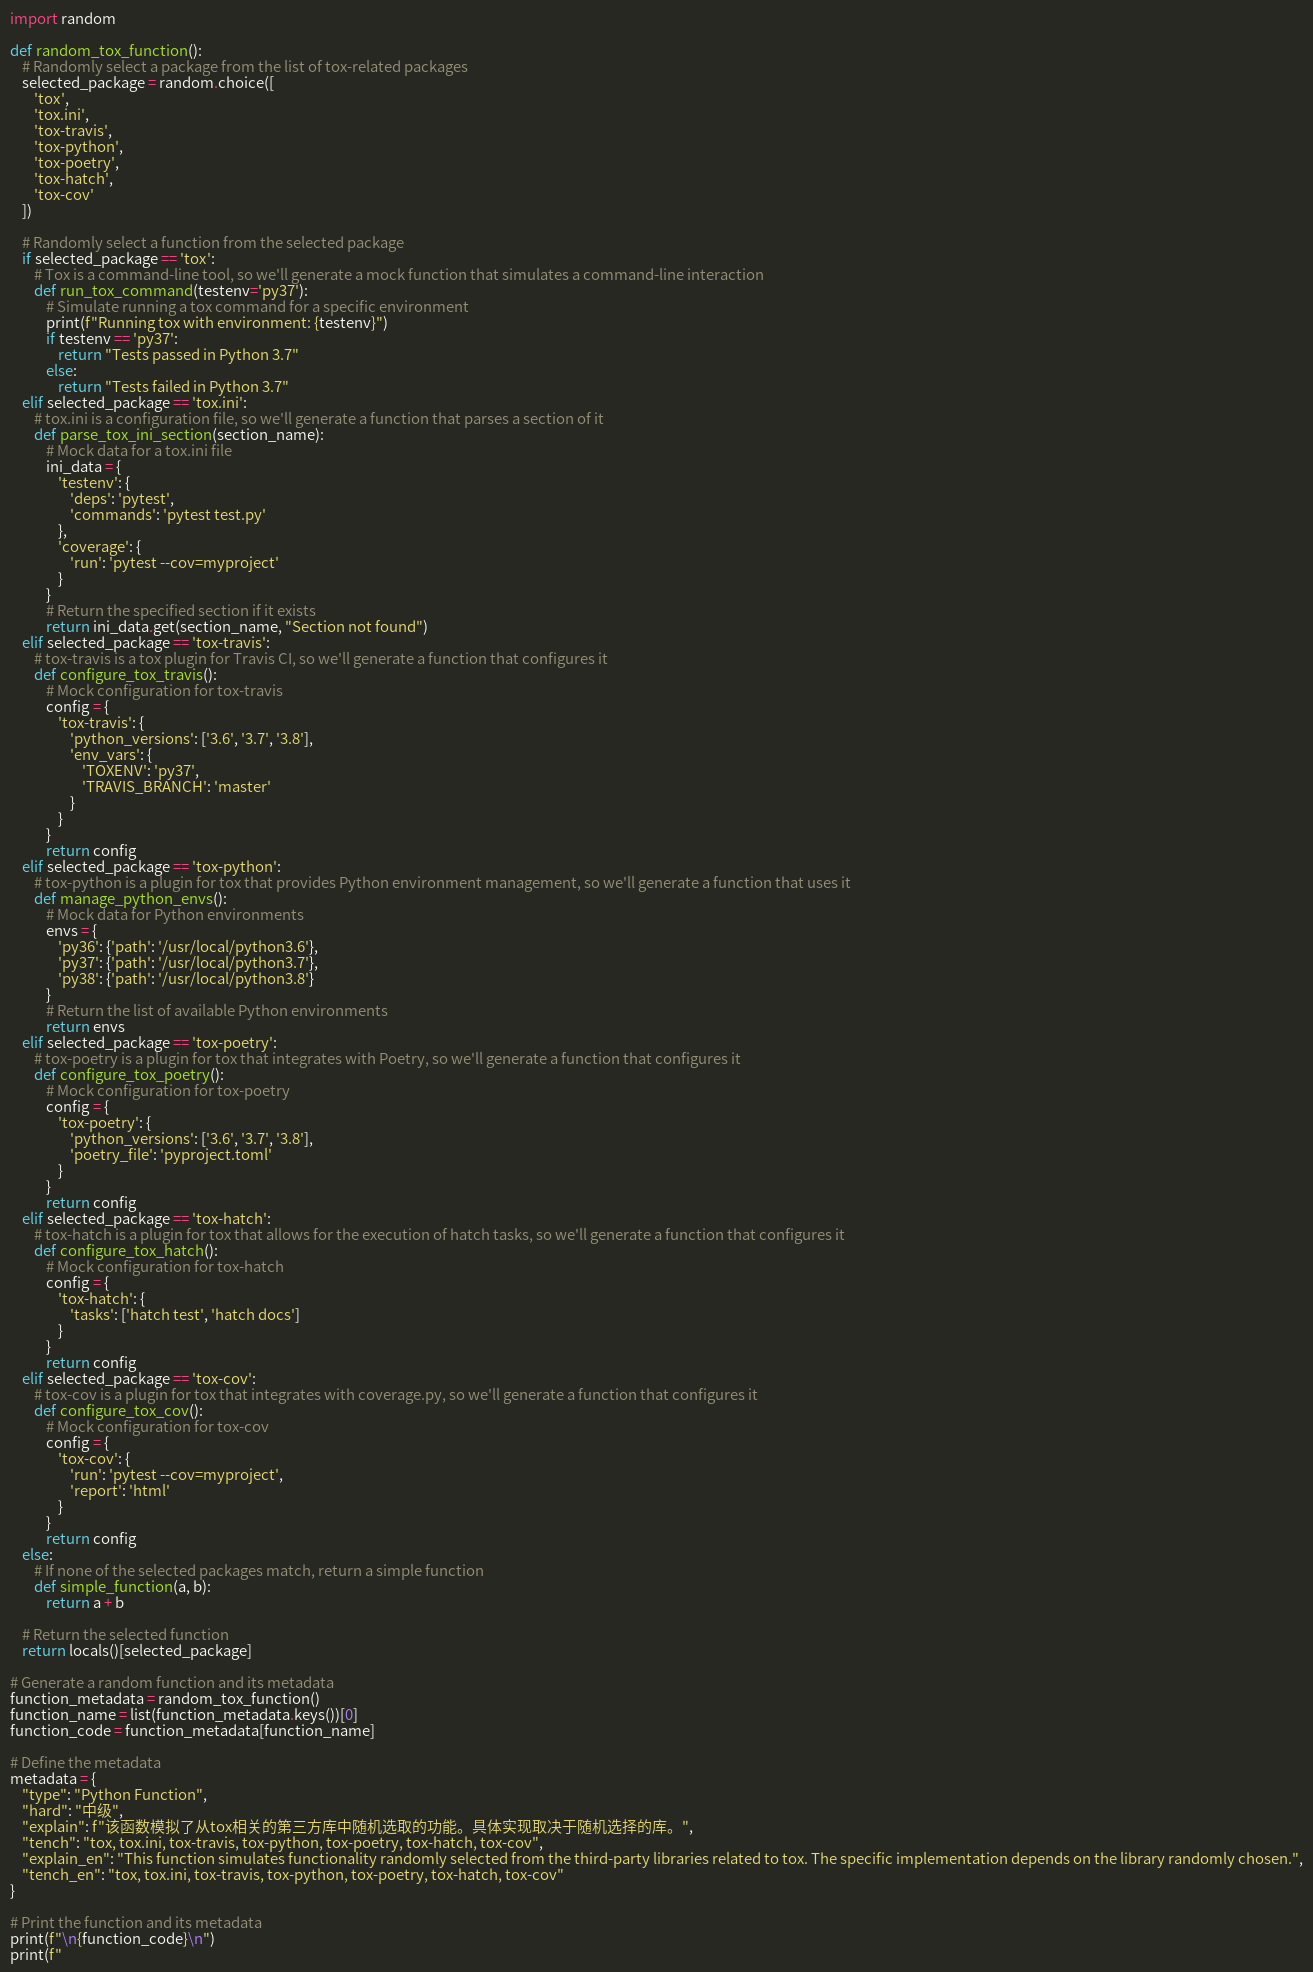 import random

def random_tox_function():
    # Randomly select a package from the list of tox-related packages
    selected_package = random.choice([
        'tox',
        'tox.ini',
        'tox-travis',
        'tox-python',
        'tox-poetry',
        'tox-hatch',
        'tox-cov'
    ])

    # Randomly select a function from the selected package
    if selected_package == 'tox':
        # Tox is a command-line tool, so we'll generate a mock function that simulates a command-line interaction
        def run_tox_command(testenv='py37'):
            # Simulate running a tox command for a specific environment
            print(f"Running tox with environment: {testenv}")
            if testenv == 'py37':
                return "Tests passed in Python 3.7"
            else:
                return "Tests failed in Python 3.7"
    elif selected_package == 'tox.ini':
        # tox.ini is a configuration file, so we'll generate a function that parses a section of it
        def parse_tox_ini_section(section_name):
            # Mock data for a tox.ini file
            ini_data = {
                'testenv': {
                    'deps': 'pytest',
                    'commands': 'pytest test.py'
                },
                'coverage': {
                    'run': 'pytest --cov=myproject'
                }
            }
            # Return the specified section if it exists
            return ini_data.get(section_name, "Section not found")
    elif selected_package == 'tox-travis':
        # tox-travis is a tox plugin for Travis CI, so we'll generate a function that configures it
        def configure_tox_travis():
            # Mock configuration for tox-travis
            config = {
                'tox-travis': {
                    'python_versions': ['3.6', '3.7', '3.8'],
                    'env_vars': {
                        'TOXENV': 'py37',
                        'TRAVIS_BRANCH': 'master'
                    }
                }
            }
            return config
    elif selected_package == 'tox-python':
        # tox-python is a plugin for tox that provides Python environment management, so we'll generate a function that uses it
        def manage_python_envs():
            # Mock data for Python environments
            envs = {
                'py36': {'path': '/usr/local/python3.6'},
                'py37': {'path': '/usr/local/python3.7'},
                'py38': {'path': '/usr/local/python3.8'}
            }
            # Return the list of available Python environments
            return envs
    elif selected_package == 'tox-poetry':
        # tox-poetry is a plugin for tox that integrates with Poetry, so we'll generate a function that configures it
        def configure_tox_poetry():
            # Mock configuration for tox-poetry
            config = {
                'tox-poetry': {
                    'python_versions': ['3.6', '3.7', '3.8'],
                    'poetry_file': 'pyproject.toml'
                }
            }
            return config
    elif selected_package == 'tox-hatch':
        # tox-hatch is a plugin for tox that allows for the execution of hatch tasks, so we'll generate a function that configures it
        def configure_tox_hatch():
            # Mock configuration for tox-hatch
            config = {
                'tox-hatch': {
                    'tasks': ['hatch test', 'hatch docs']
                }
            }
            return config
    elif selected_package == 'tox-cov':
        # tox-cov is a plugin for tox that integrates with coverage.py, so we'll generate a function that configures it
        def configure_tox_cov():
            # Mock configuration for tox-cov
            config = {
                'tox-cov': {
                    'run': 'pytest --cov=myproject',
                    'report': 'html'
                }
            }
            return config
    else:
        # If none of the selected packages match, return a simple function
        def simple_function(a, b):
            return a + b

    # Return the selected function
    return locals()[selected_package]

# Generate a random function and its metadata
function_metadata = random_tox_function()
function_name = list(function_metadata.keys())[0]
function_code = function_metadata[function_name]

# Define the metadata
metadata = {
    "type": "Python Function",
    "hard": "中级",
    "explain": f"该函数模拟了从tox相关的第三方库中随机选取的功能。具体实现取决于随机选择的库。",
    "tench": "tox, tox.ini, tox-travis, tox-python, tox-poetry, tox-hatch, tox-cov",
    "explain_en": "This function simulates functionality randomly selected from the third-party libraries related to tox. The specific implementation depends on the library randomly chosen.",
    "tench_en": "tox, tox.ini, tox-travis, tox-python, tox-poetry, tox-hatch, tox-cov"
}

# Print the function and its metadata
print(f"\n{function_code}\n")
print(f"